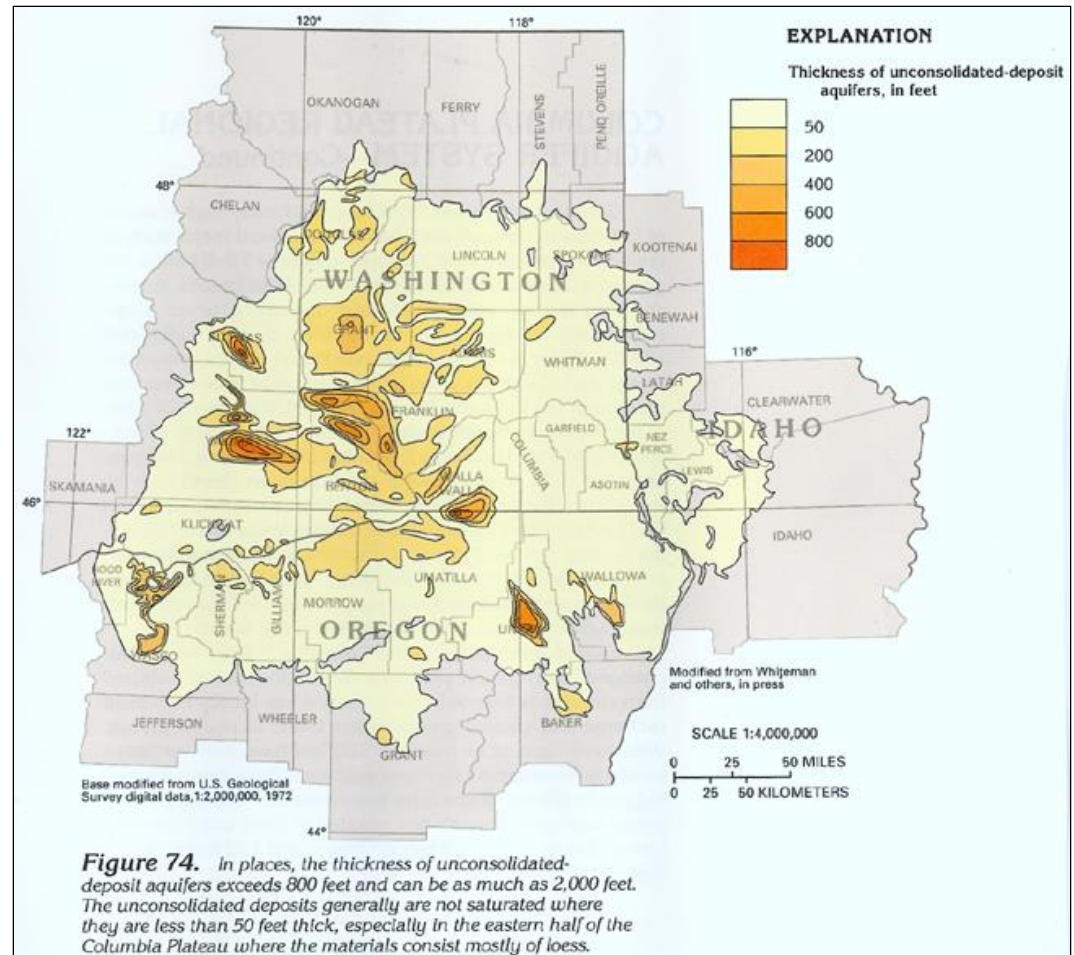 120°
118°
EXPLANATION
Thickness of unconsolidated-deposit
aquifers, in feet
50
200
400
600
800
OKANOGAN
FERRY
STEVENS
PEND OREILLE
48°
CHELAN
DOUGLAS
LINCOLN
SPOKANE
KOOTENAI
WASHINGTON
BENEWAH
GRANT
ADAMS
WHITMAN
116°
LATAH
CLEARWATER
FRANKLIN
GARFIELD
NEZ
PERCE
IDAHO
122°
COLUMBIA
LEWIS
SKAMANIA
BENTON
WALLA
WALLA
ASOTIN
46°
KLICKITAT
IDAHO
HOOD
RIVER
SHERMAN
GILLIAM
MORROW
UMATILLA
WALLOWA
OREGON
UNION
WASCO
Modified from Whiteman
and others, in press
JEFFERSON
WHEELER
GRANT
BAKER
SCALE 1:4,000,000
0 25 50 MILES
0 25 50 KILOMETERS
Base modified from U.S. Geological
Survey digital data, 1:2,000,000, 1972
44°
Figure 74. In places, the thickness of unconsolidated-
deposit aquifers exceeds 800 feet and can be as much as 2,000 feet.
The unconsolidated deposits generally are not saturated where
they are less than 50 feet thick, especially in the eastern half of the
Columbia Plateau where the materials consist mostly of loess.